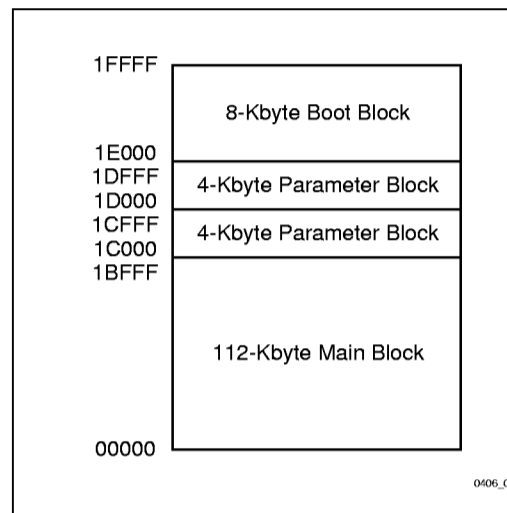 1FFFF
8-Kbyte Boot Block
1E000
1DFFF
4-Kbyte Parameter Block
1D000
1CFFF
4-Kbyte Parameter Block
1C000
1BFFF
112-Kbyte Main Block
00000